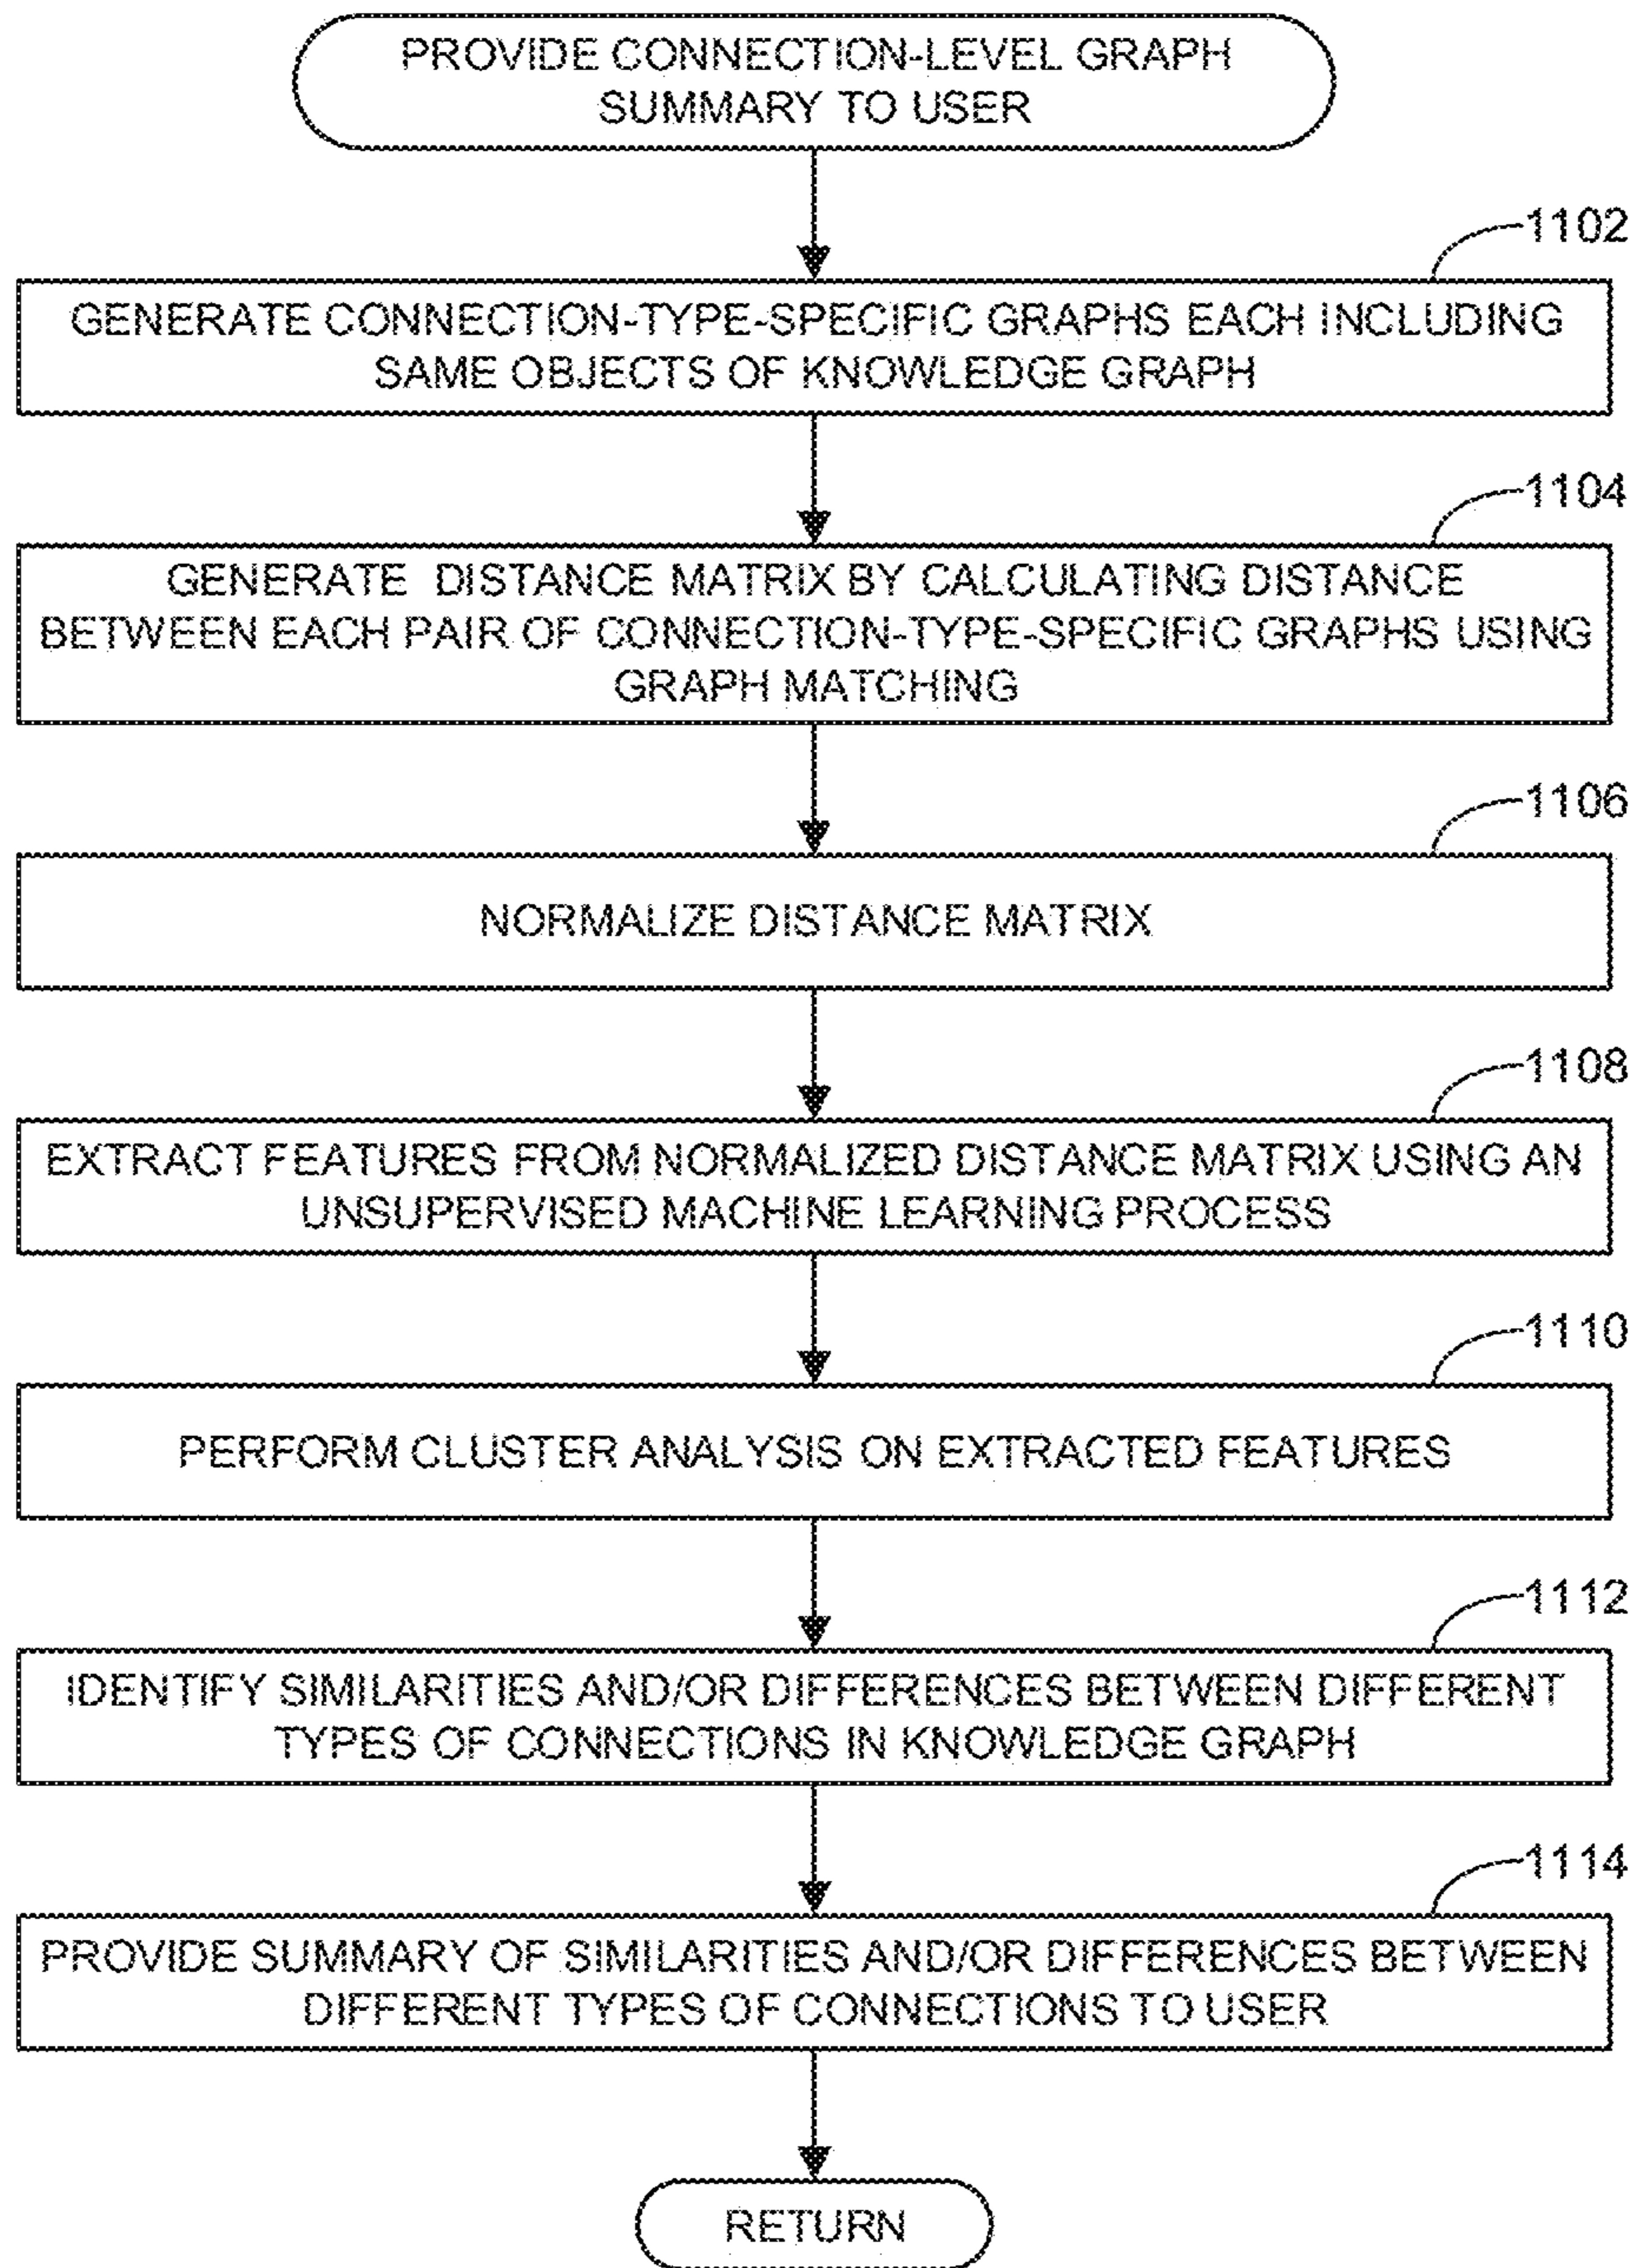 PROVIDE CONNECTION-LEVEL GRAPH
SUMMARY TO USER
1102
GENERATE CONNECTION-TYPE-SPECIFIC GRAPHS EACH INCLUDING
SAME OBJECTS OF KNOWLEDGE GRAPH
1104
GENERATE DISTANCE MATRIX BY CALCULATING DISTANCE
BETWEEN EACH PAIR OF CONNECTION-TYPE-SPECIFIC GRAPHS USING
GRAPH MATCHING
1106
NORMALIZE DISTANCE MATRIX
1108
EXTRACT FEATURES FROM NORMALIZED DISTANCE MATRIX USING AN
UNSUPERVISED MACHINE LEARNING PROCESS
1110
PERFORM CLUSTER ANALYSIS ON EXTRACTED FEATURES
1112
IDENTIFY SIMILARITIES AND/OR DIFFERENCES BETWEEN DIFFERENT
TYPES OF CONNECTIONS IN KNOWLEDGE GRAPH
1114
PROVIDE SUMMARY OF SIMILARITIES AND/OR DIFFERENCES BETWEEN
DIFFERENT TYPES OF CONNECTIONS TO USER
RETURN